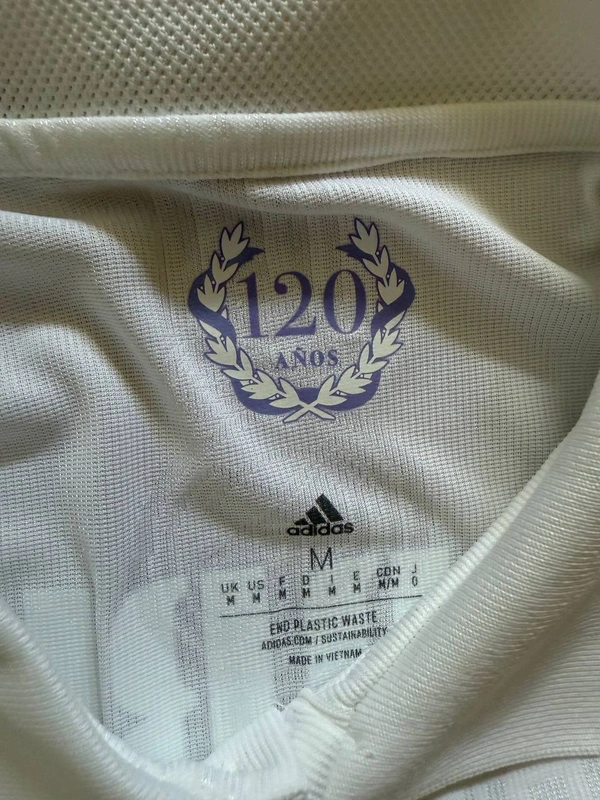 120
AÑOS
adidas
M
UK US F D I E CDN J
M M M M M M M/M O
END PLASTIC WASTE
ADIDAS.COM / SUSTAINABILITY
MADE IN VIETNAM